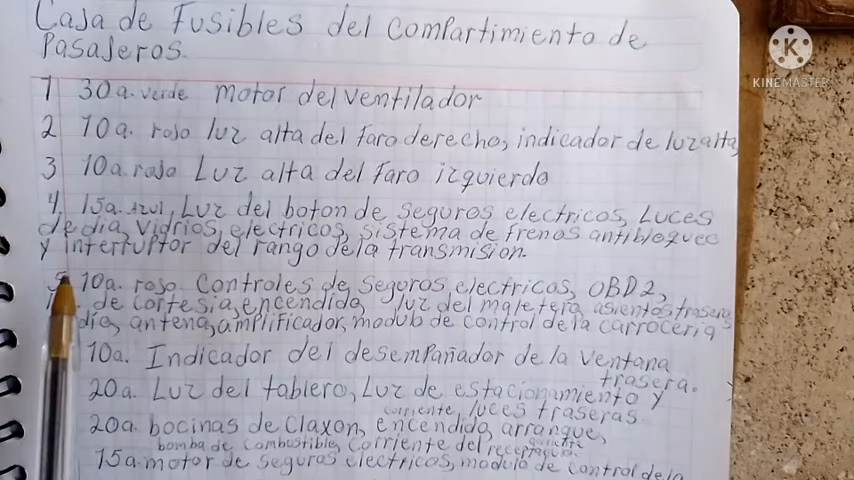 Caja de Fusibles del compartimiento de
Pasajeros.
KINEMASTER
1 30a. verde motor del ventilador
2 10a. rojo luz alta del faro derecho, indicador de luz alta
3 10a. rojo Luz alta del faro izquierdo
4 15a. Azul, Luz del boton de seguros electricos, Luces
de dia, vidrios electricos, sistema de frenos antibloqueo
y interruptor del rango de la transmision.
5 10a. rojo. Controles de seguros electricos, OBD2,
de cortesia, encendido, luz del maletera, asientos traseros
dio, antena, amplificador, modulo de control de la carroceria
10a. Indicador del desempañador de la ventana
trasera.
20a. Luz del tablero, Luz de estacionamiento y
corriente, luces traseras
20a. bocinas de claxon, encendido, arranque,
bomba de combustible, corriente del receptaculo
15a. motor de seguros electricos, modulo de control de la